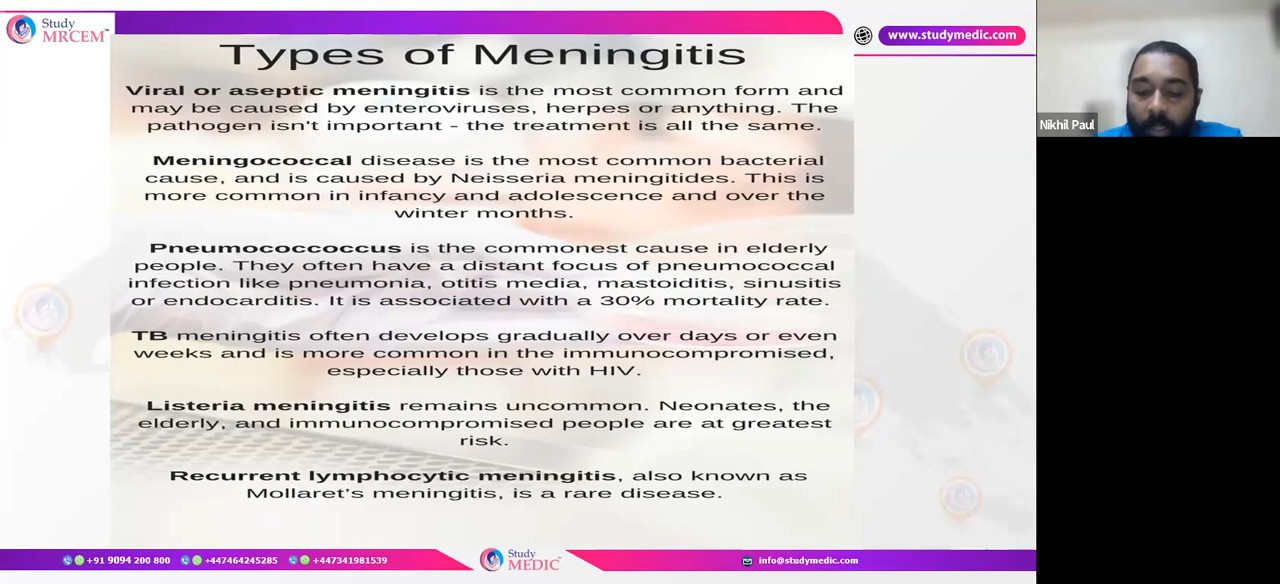 Study
MRCEM
www.studymedic.com
Types of Meningitis
Viral or aseptic meningitis is the most common form and
may be caused by enteroviruses, herpes or anything. The
pathogen isn't important - the treatment is all the same.
Meningococcal disease is the most common bacterial
cause, and is caused by Neisseria meningitides. This is
more common in infancy and adolescence and over the
winter months.
Pneumococcoccus is the commonest cause in elderly
people. They often have a distant focus of pneumococcal
infection like pneumonia, otitis media, mastoiditis, sinusitis
or endocarditis. It is associated with a 30% mortality rate.
TB meningitis often develops gradually over days or even
weeks and is more common in the immunocompromised,
especially those with HIV.
Listeria meningitis remains uncommon. Neonates, the
elderly, and immunocompromised people are at greatest
risk.
Recurrent lymphocytic meningitis, also known as
Mollaret's meningitis, is a rare disease.
Nikhil Paul
+91 9094 200 800 +447464245285 +447341981539
Study
MEDIC
info@studymedic.com